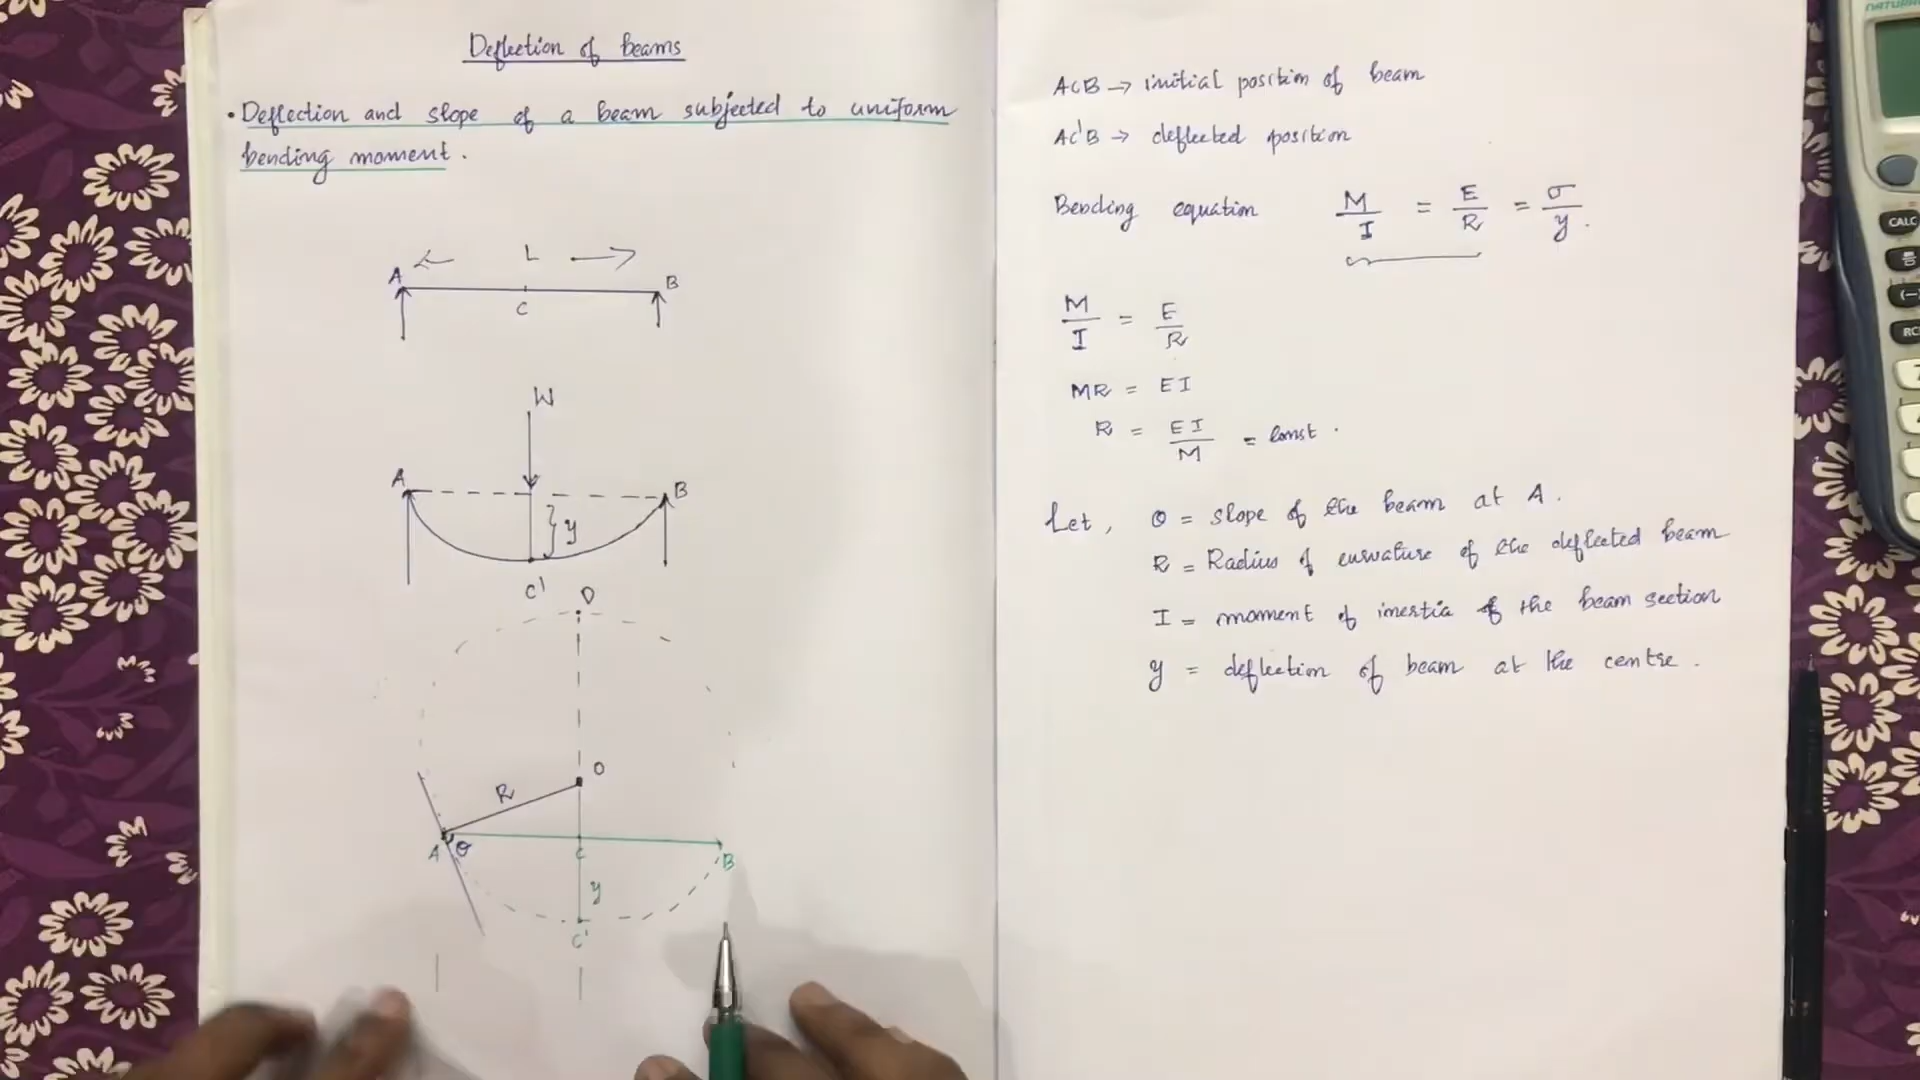 Deflection of beams
• Deflection and slope of a beam subjected to uniform
bending moment.
L
A
B
C
W
A
B
y
C'
D
O
R
A
θ
C
B
y
C'
ACB → initial position of beam
AC'B → deflected position
Bending equation M/I = E/R = σ/y.
M/I = E/R
MR = EI
R = EI/M = Const.
Let, θ = slope of the beam at A.
R = Radius of curvature of the deflected beam
I = moment of inertia of the beam section
y = deflection of beam at the centre.
CALC